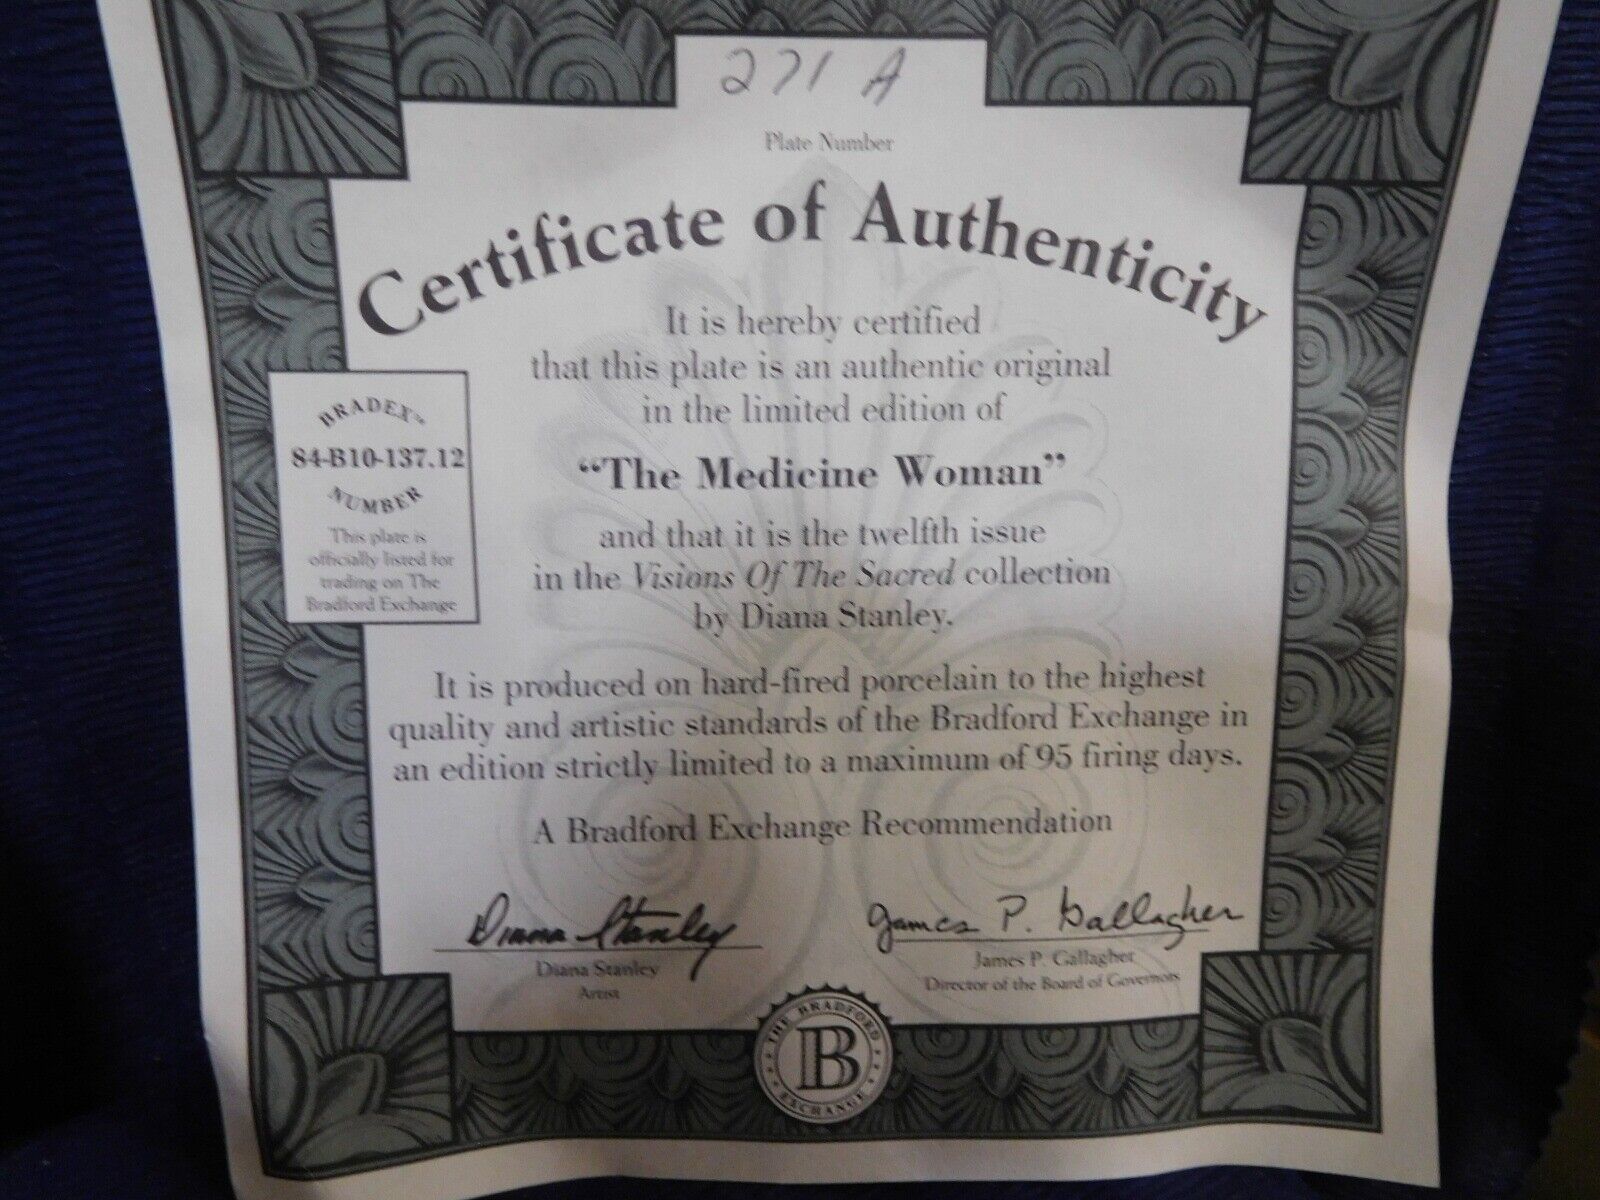 271 A
Plate Number
Certificate of Authenticity
It is hereby certified
that this plate is an authentic original
in the limited edition of
“The Medicine Woman”
and that it is the twelfth issue
in the Visions Of The Sacred collection
by Diana Stanley.
It is produced on hard-fired porcelain to the highest
quality and artistic standards of the Bradford Exchange in
an edition strictly limited to a maximum of 95 firing days.
A Bradford Exchange Recommendation
BRADEX™
84-B10-137.12
NUMBER
This plate is
officially listed for
trading on The
Bradford Exchange
Diana Stanley
Diana Stanley
Artist
James P. Gallagher
James P. Gallagher
Director of the Board of Governors
THE BRADFORD
B
EXCHANGE